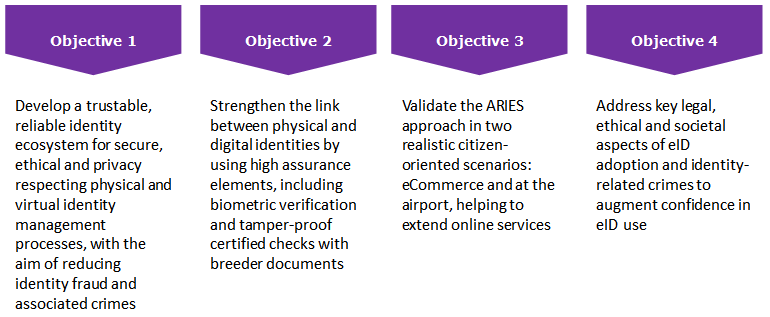 Objective 1
Develop a trustable,
reliable identity
ecosystem for secure,
ethical and privacy
respecting physical and
virtual identity
management
processes, with the
aim of reducing
identity fraud and
associated crimes
Objective 2
Strengthen the link
between physical and
digital identities by
using high assurance
elements, including
biometric verification
and tamper-proof
certified checks with
breeder documents
Objective 3
Validate the ARIES
approach in two
realistic citizen-
oriented scenarios:
eCommerce and at the
airport, helping to
extend online services
Objective 4
Address key legal,
ethical and societal
aspects of eID
adoption and identity-
related crimes to
augment confidence in
eID use